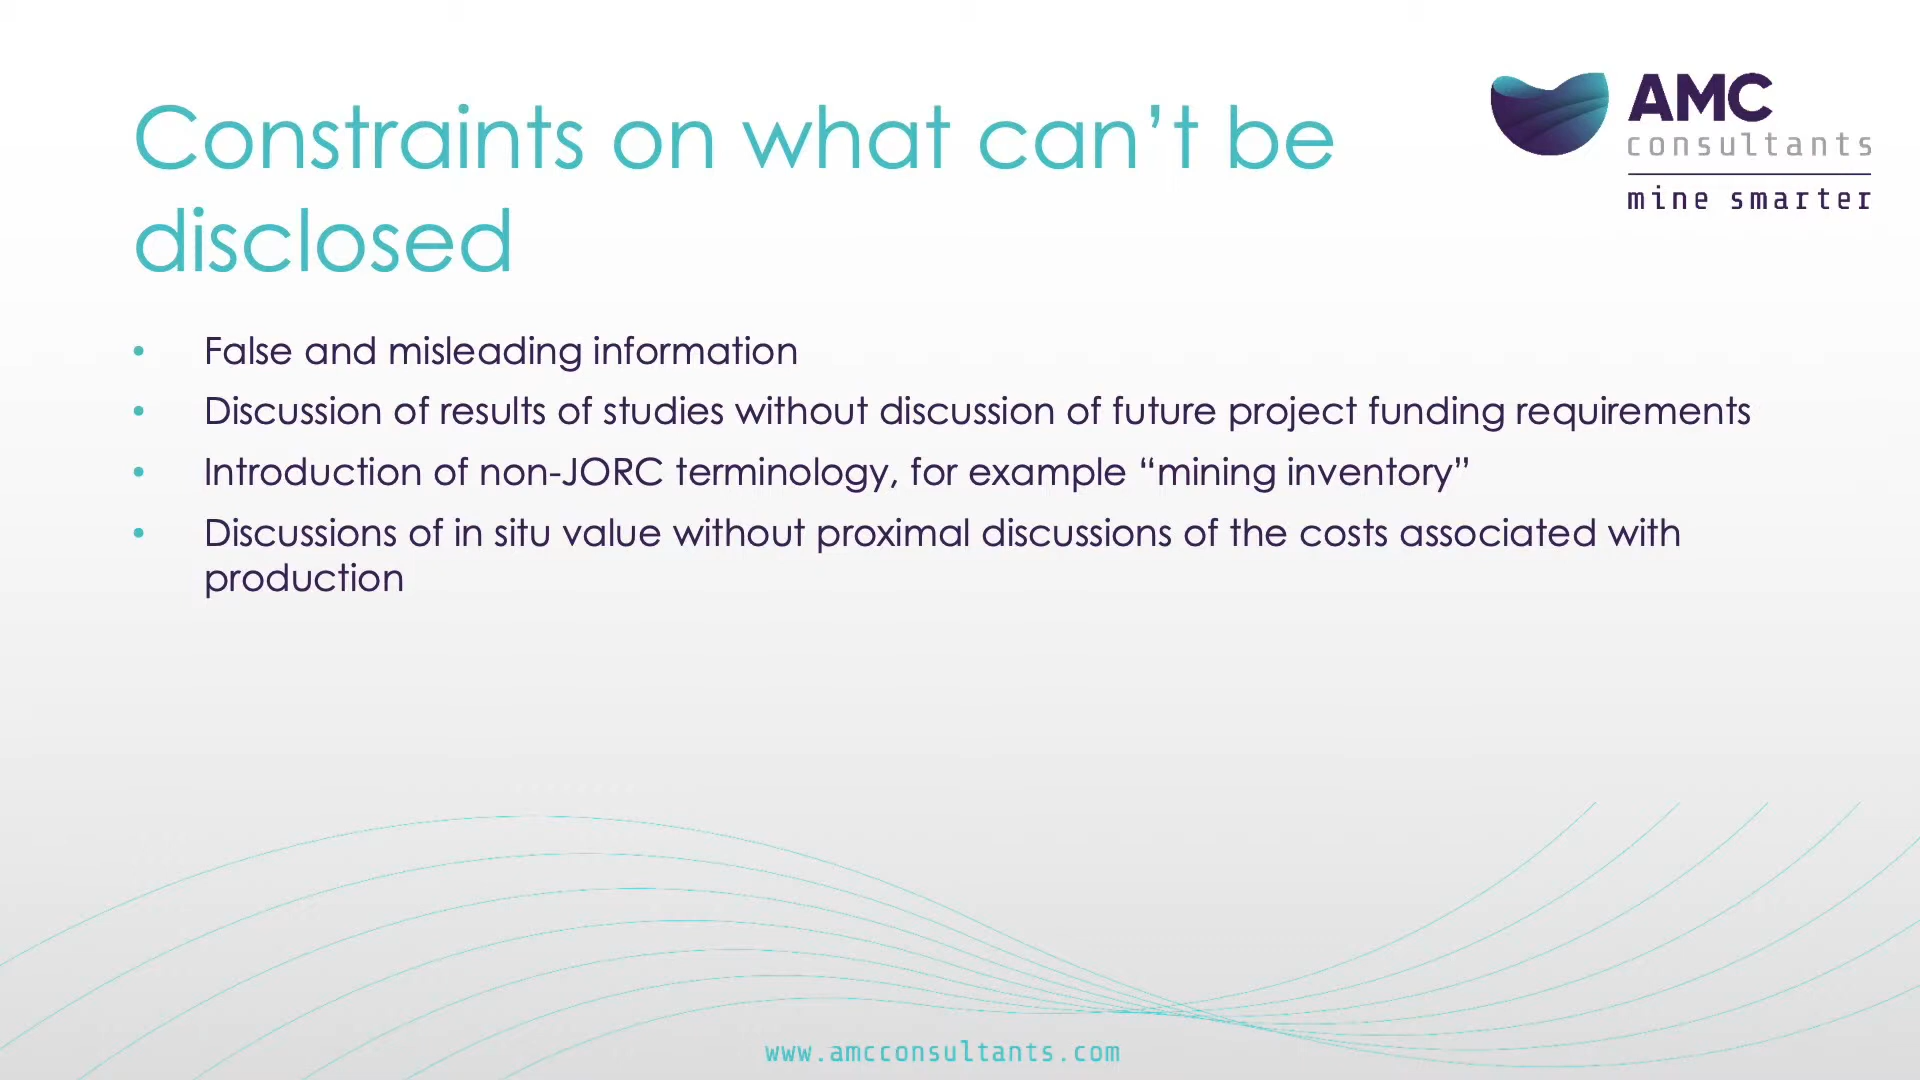 Constraints on what can’t be
disclosed
AMC
consultants
mine smarter
• False and misleading information
• Discussion of results of studies without discussion of future project funding requirements
• Introduction of non-JORC terminology, for example “mining inventory”
• Discussions of in situ value without proximal discussions of the costs associated with
production
www.amcconsultants.com